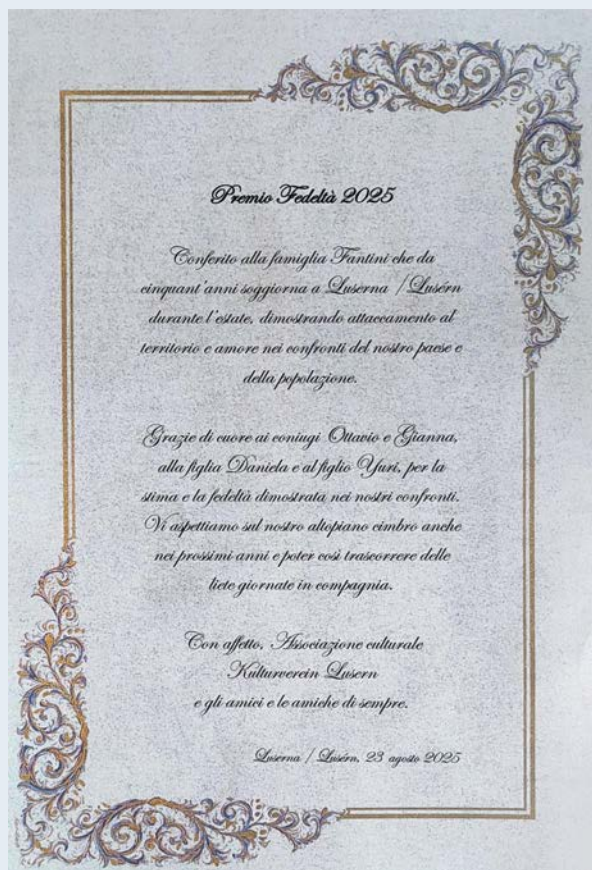 Premio Fedeltà 2025
Conferito alla famiglia Fantini che da
cinquant'anni soggiorna a Luserna / Lusérn
durante l'estate, dimostrando attaccamento al
territorio e amore nei confronti del nostro paese e
della popolazione.
Grazie di cuore ai coniugi Ottavio e Gianna,
alla figlia Daniela e al figlio Yuri, per la
stima e la fedeltà dimostrata nei nostri confronti.
Vi aspettiamo sul nostro altopiano cimbro anche
nei prossimi anni e poter così trascorrere delle
liete giornate in compagnia.
Con affetto, Associazione culturale
Kulturverein Lusern
e gli amici e le amiche di sempre.
Luserna / Lusérn, 23 agosto 2025